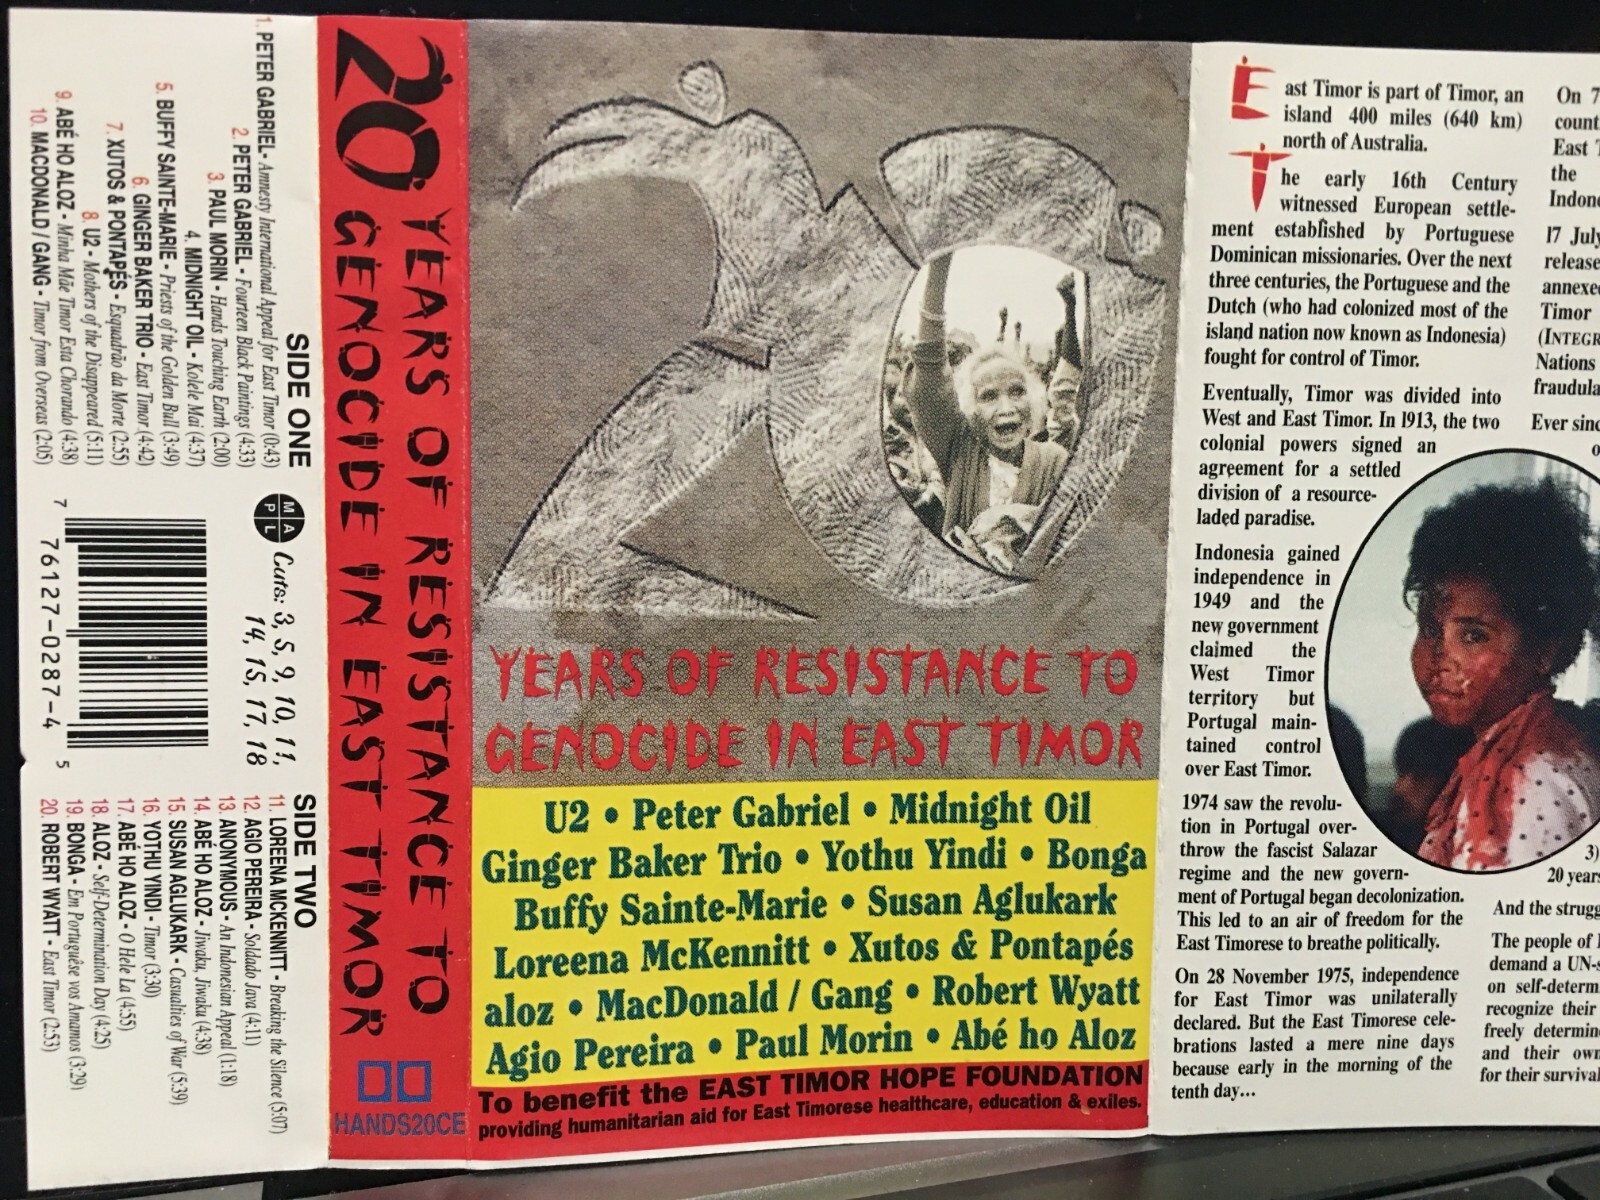 SIDE ONE
1. PETER GABRIEL - Amnesty International Appeal for East Timor (0:43)
2. PETER GABRIEL - Fourteen Black Paintings (4:33)
3. PAUL MORIN - Hands Touching Earth (2:00)
4. MIDNIGHT OIL - Kolele Mai (4:37)
5. BUFFY SAINTE-MARIE - Priests of the Golden Bull (3:49)
6. GINGER BAKER TRIO - East Timor (4:42)
7. XUTOS & PONTAPÉS - Esquadrão da Morte (2:55)
8. U2 - Mothers of the Disappeared (5:11)
9. ABÉ HO ALOZ - Minha Mãe Timor Esta Chorando (4:38)
10. MACDONALD / GANG - Timor from Overseas (2:05)
M A
P L
Cuts: 3, 5, 9, 10, 11,
14, 15, 17, 18
7 76127-0287-4 5
SIDE TWO
11. LOREENA MCKENNITT - Breaking the Silence (5:07)
12. AGIO PEREIRA - Soldado Java (4:11)
13. ANONYMOUS - An Indonesian Appeal (1:18)
14. ABÉ HO ALOZ - Jiwaku, Jiwaku (4:38)
15. SUSAN AGLUKARK - Casualties of War (5:39)
16. YOTHU YINDI - Timor (3:30)
17. ABÉ HO ALOZ - O Hele La (4:55)
18. ALOZ - Self-Determination Day (4:25)
19. BONGA - Em Portuguêse vos Amamos (3:29)
20. ROBERT WYATT - East Timor (2:53)
20 YEARS OF RESISTANCE TO
GENOCIDE IN EAST TIMOR
HANDS20CE
20
YEARS OF RESISTANCE TO
GENOCIDE IN EAST TIMOR
U2 • Peter Gabriel • Midnight Oil
Ginger Baker Trio • Yothu Yindi • Bonga
Buffy Sainte-Marie • Susan Aglukark
Loreena McKennitt • Xutos & Pontapés
aloz • MacDonald / Gang • Robert Wyatt
Agio Pereira • Paul Morin • Abé ho Aloz
To benefit the EAST TIMOR HOPE FOUNDATION
providing humanitarian aid for East Timorese healthcare, education & exiles.
East Timor is part of Timor, an
island 400 miles (640 km)
north of Australia.
The early 16th Century
witnessed European settle-
ment established by Portuguese
Dominican missionaries. Over the next
three centuries, the Portuguese and the
Dutch (who had colonized most of the
island nation now known as Indonesia)
fought for control of Timor.
Eventually, Timor was divided into
West and East Timor. In 1913, the two
colonial powers signed an
agreement for a settled
division of a resource-
laded paradise.
Indonesia gained
independence in
1949 and the
new government
claimed the
West Timor
territory but
Portugal main-
tained control
over East Timor.
1974 saw the revolu-
tion in Portugal over-
throw the fascist Salazar
regime and the new govern-
ment of Portugal began decolonization.
This led to an air of freedom for the
East Timorese to breathe politically.
On 28 November 1975, independence
for East Timor was unilaterally
declared. But the East Timorese cele-
brations lasted a mere nine days
because early in the morning of the
tenth day...
On 7
count
East
the
Indone
17 July
release
annexe
Timor
(INTEGR
Nations
fraudula
Ever sinc
3)
20 years
And the strugg
The people of
demand a UN-s
on self-determ
recognize their
freely determin
and their own
for their survival